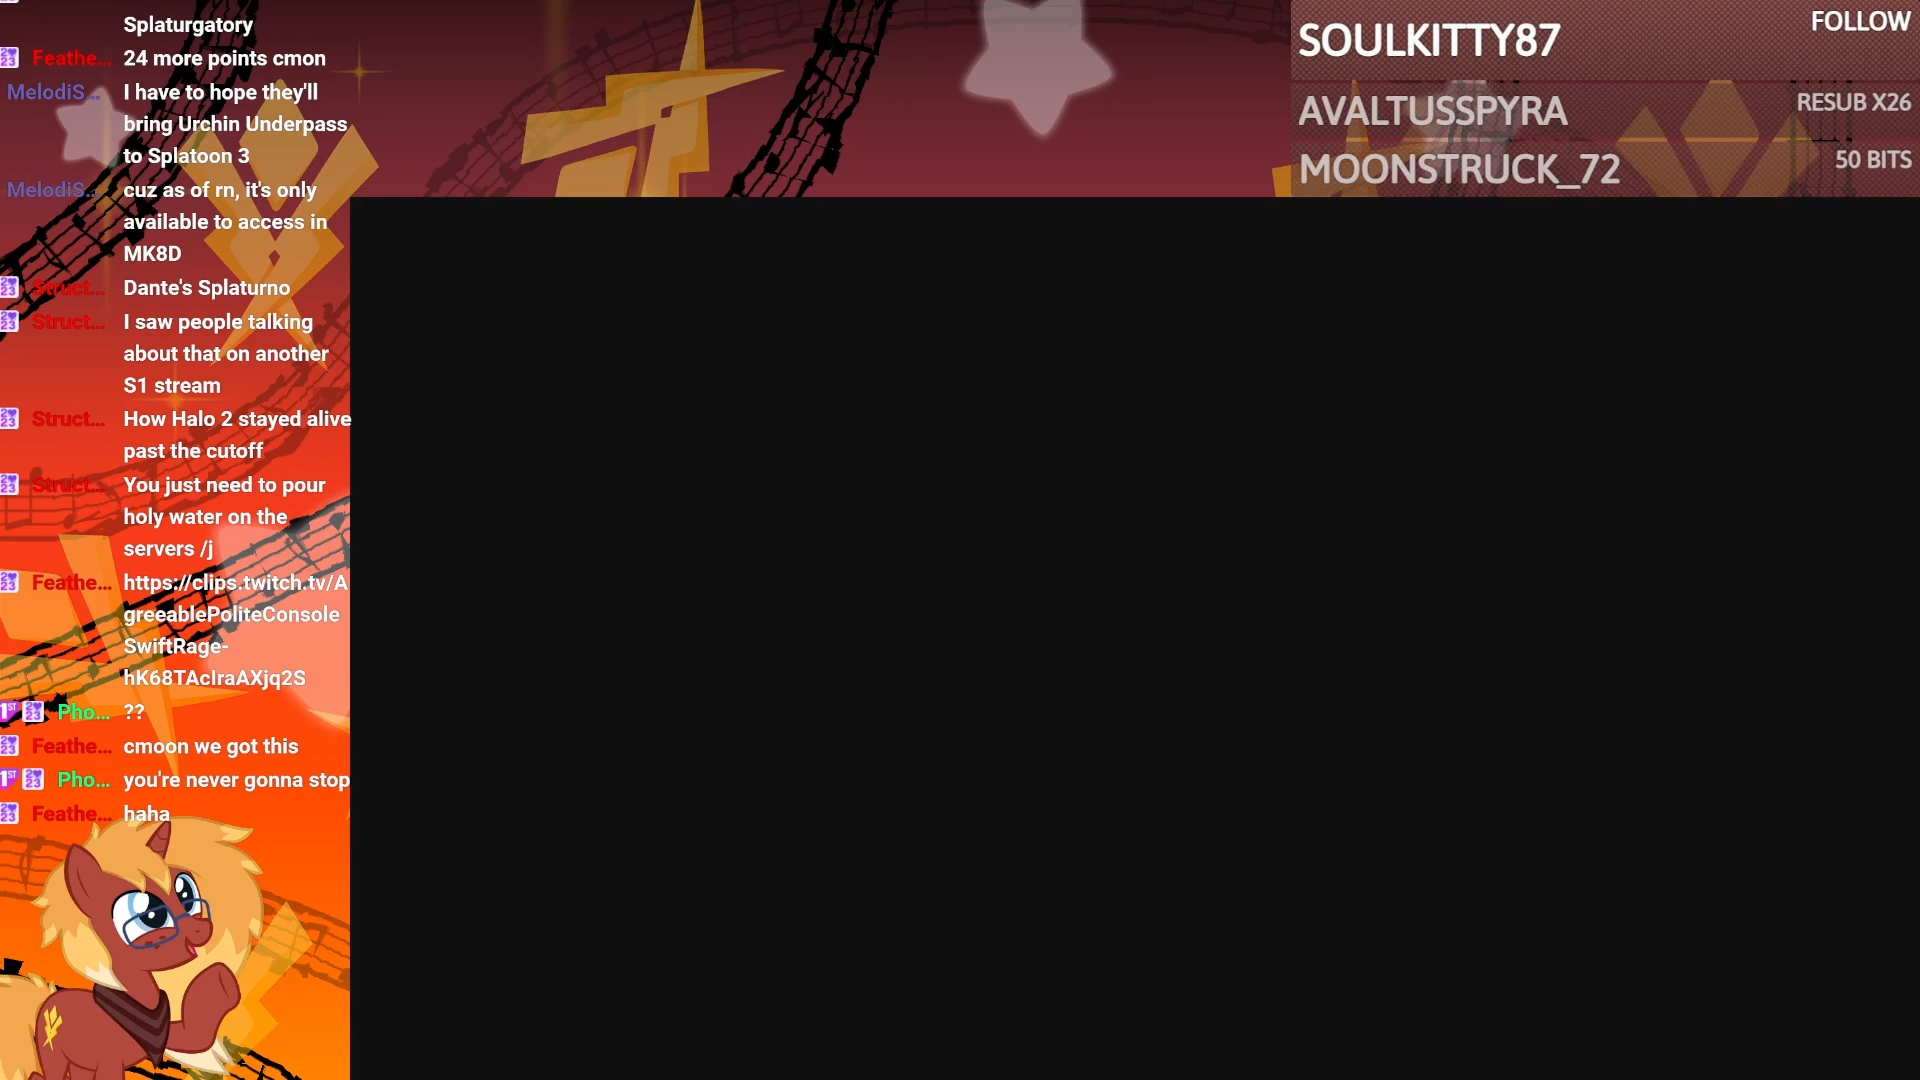 Splaturgatory
Feathe... 24 more points cmon
MelodiS... I have to hope they'll
bring Urchin Underpass
to Splatoon 3
MelodiS... cuz as of rn, it's only
available to access in
MK8D
Struct... Dante's Splaturno
Struct... I saw people talking
about that on another
S1 stream
Struct... How Halo 2 stayed alive
past the cutoff
Struct... You just need to pour
holy water on the
servers /j
Feathe... https://clips.twitch.tv/A
greeablePoliteConsole
SwiftRage-
hK68TAcIraAXjq2S
1ST Pho... ??
Feathe... cmoon we got this
1ST Pho... you're never gonna stop
Feathe... haha
SOULKITTY87 FOLLOW
AVALTUSSPYRA RESUB X26
MOONSTRUCK_72 50 BITS